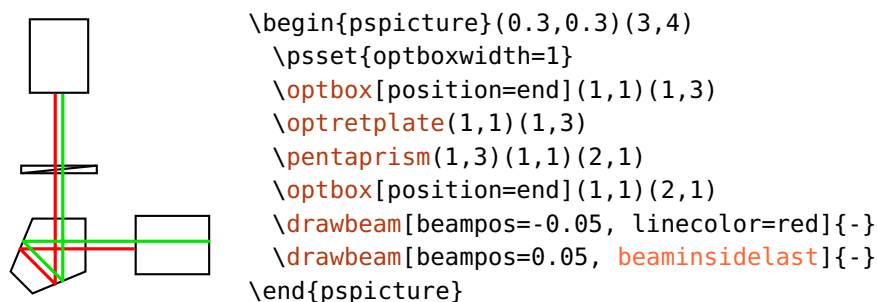 \begin{pspicture}(0.3,0.3)(3,4)
  \psset{optboxwidth=1}
  \optbox[position=end](1,1)(1,3)
  \optretplate(1,1)(1,3)
  \pentaprism(1,3)(1,1)(2,1)
  \optbox[position=end](1,1)(2,1)
  \drawbeam[beampos=-0.05, linecolor=red]{-}
  \drawbeam[beampos=0.05, beaminsidelast]{-}
\end{pspicture}